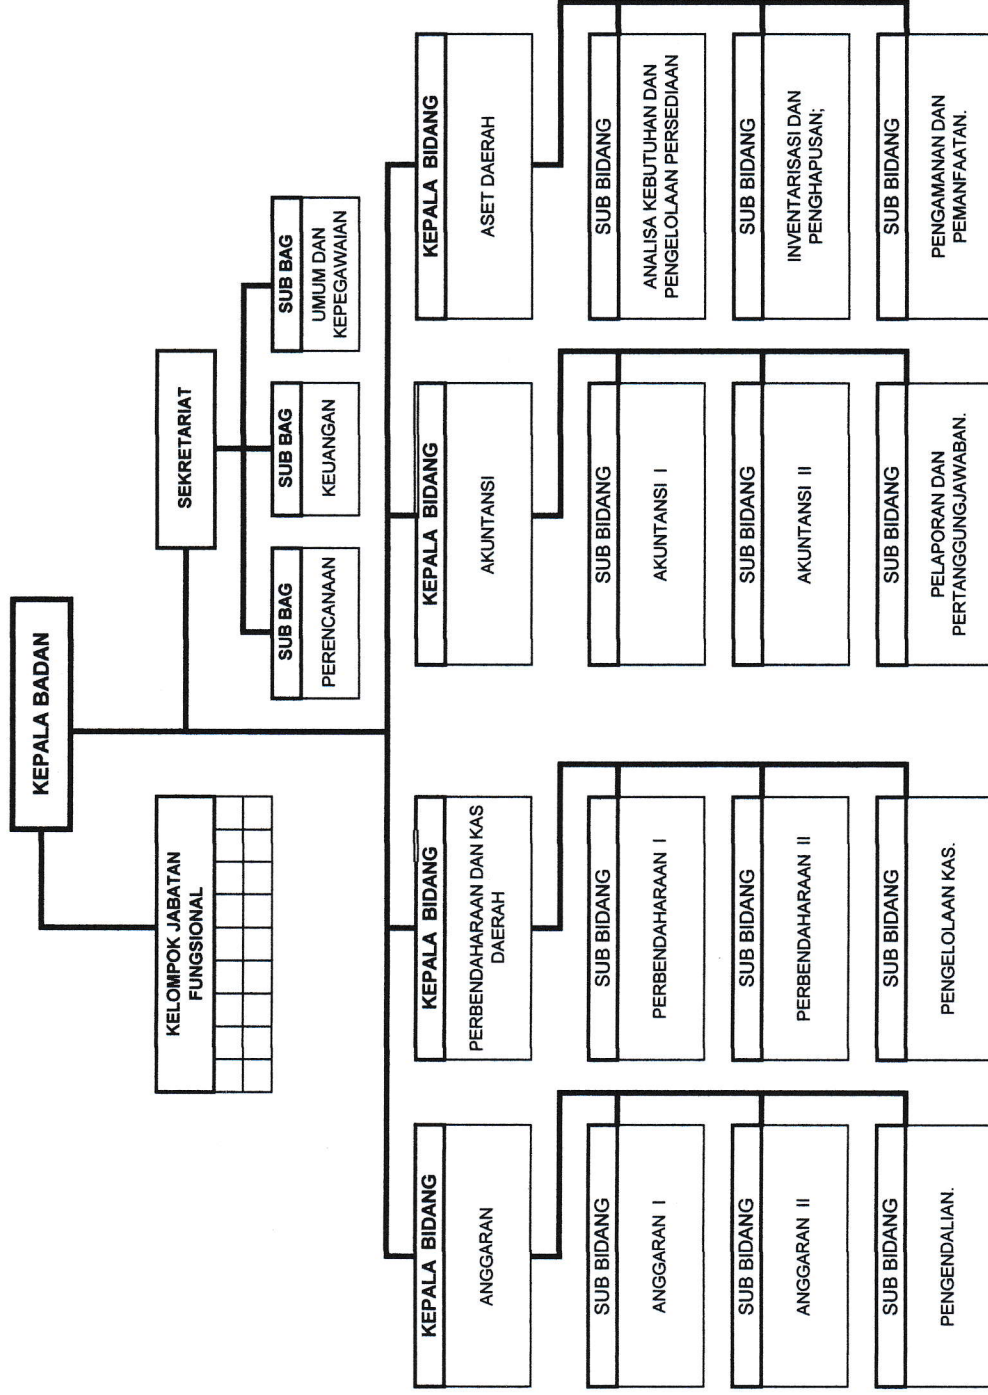 KEPALA BADAN
KELOMPOK JABATAN
FUNGSIONAL
SEKRETARIAT
SUB BAG
PERENCANAAN
SUB BAG
KEUANGAN
SUB BAG
UMUM DAN
KEPEGAWAIAN
KEPALA BIDANG
ANGGARAN
SUB BIDANG
ANGGARAN I
SUB BIDANG
ANGGARAN II
SUB BIDANG
PENGENDALIAN.
KEPALA BIDANG
PERBENDAHARAAN DAN KAS
DAERAH
SUB BIDANG
PERBENDAHARAAN I
SUB BIDANG
PERBENDAHARAAN II
SUB BIDANG
PENGELOLAAN KAS.
KEPALA BIDANG
AKUNTANSI
SUB BIDANG
AKUNTANSI I
SUB BIDANG
AKUNTANSI II
SUB BIDANG
PELAPORAN DAN
PERTANGGUNGJAWABAN.
KEPALA BIDANG
ASET DAERAH
SUB BIDANG
ANALISA KEBUTUHAN DAN
PENGELOLAAN PERSEDIAAN
SUB BIDANG
INVENTARISASI DAN
PENGHAPUSAN;
SUB BIDANG
PENGAMANAN DAN
PEMANFAATAN.